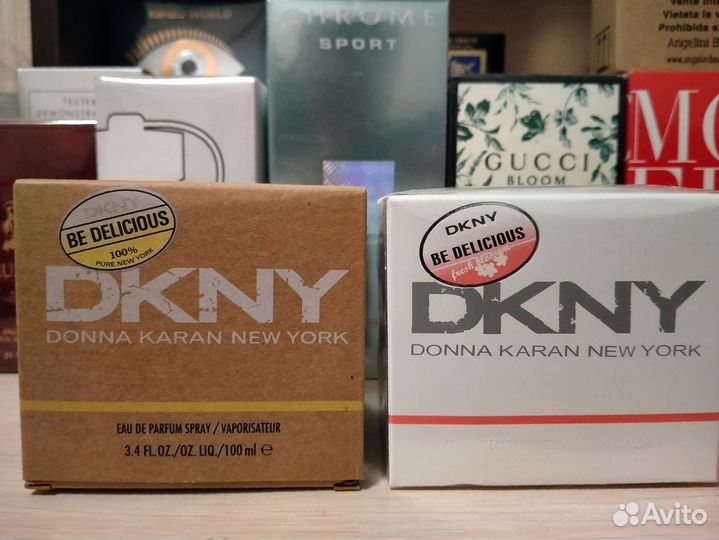 KENZO WORLD
CHROME
SPORT
Vietata la v
Prohibida s
Angelini B
www.angelinibea
TESTER
GUCCI
BLOOM
DKNY
BE DELICIOUS
100%
PURE NEW YORK
DKNY
DONNA KARAN NEW YORK
EAU DE PARFUM SPRAY / VAPORISATEUR
3.4 FL.OZ./OZ. LIQ./100 ml e
DKNY
BE DELICIOUS
fresh blossom
DKNY
DONNA KARAN NEW YORK
Avito